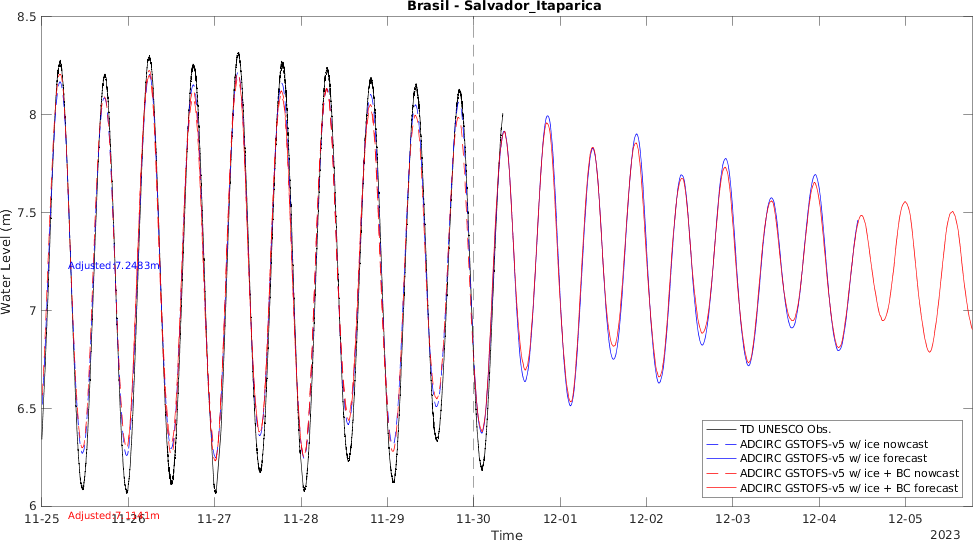 Brasil - Salvador_Itaparica
8.5
8
7.5
7
6.5
6
Water Level (m)
Adjusted:7.2483m
Adjusted:7.1141m
TD UNESCO Obs.
ADCIRC GSTOFS-v5 w/ ice nowcast
ADCIRC GSTOFS-v5 w/ ice forecast
ADCIRC GSTOFS-v5 w/ ice + BC nowcast
ADCIRC GSTOFS-v5 w/ ice + BC forecast
11-25 11-26 11-27 11-28 11-29 11-30 12-01 12-02 12-03 12-04 12-05
Time
2023